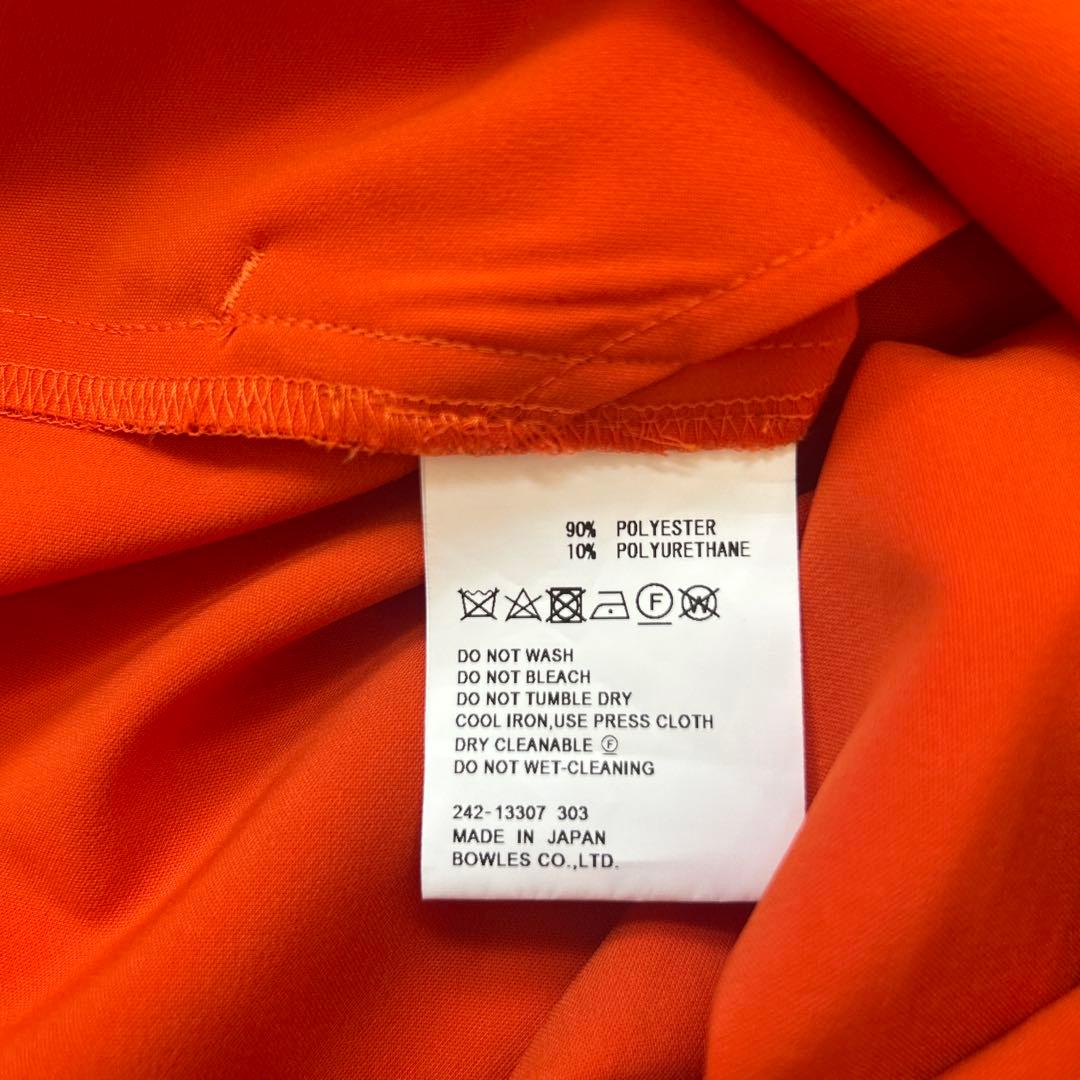 90% POLYESTER
10% POLYURETHANE
F W
DO NOT WASH
DO NOT BLEACH
DO NOT TUMBLE DRY
COOL IRON,USE PRESS CLOTH
DRY CLEANABLE Ⓕ
DO NOT WET-CLEANING
242-13307 303
MADE IN JAPAN
BOWLES CO.,LTD.